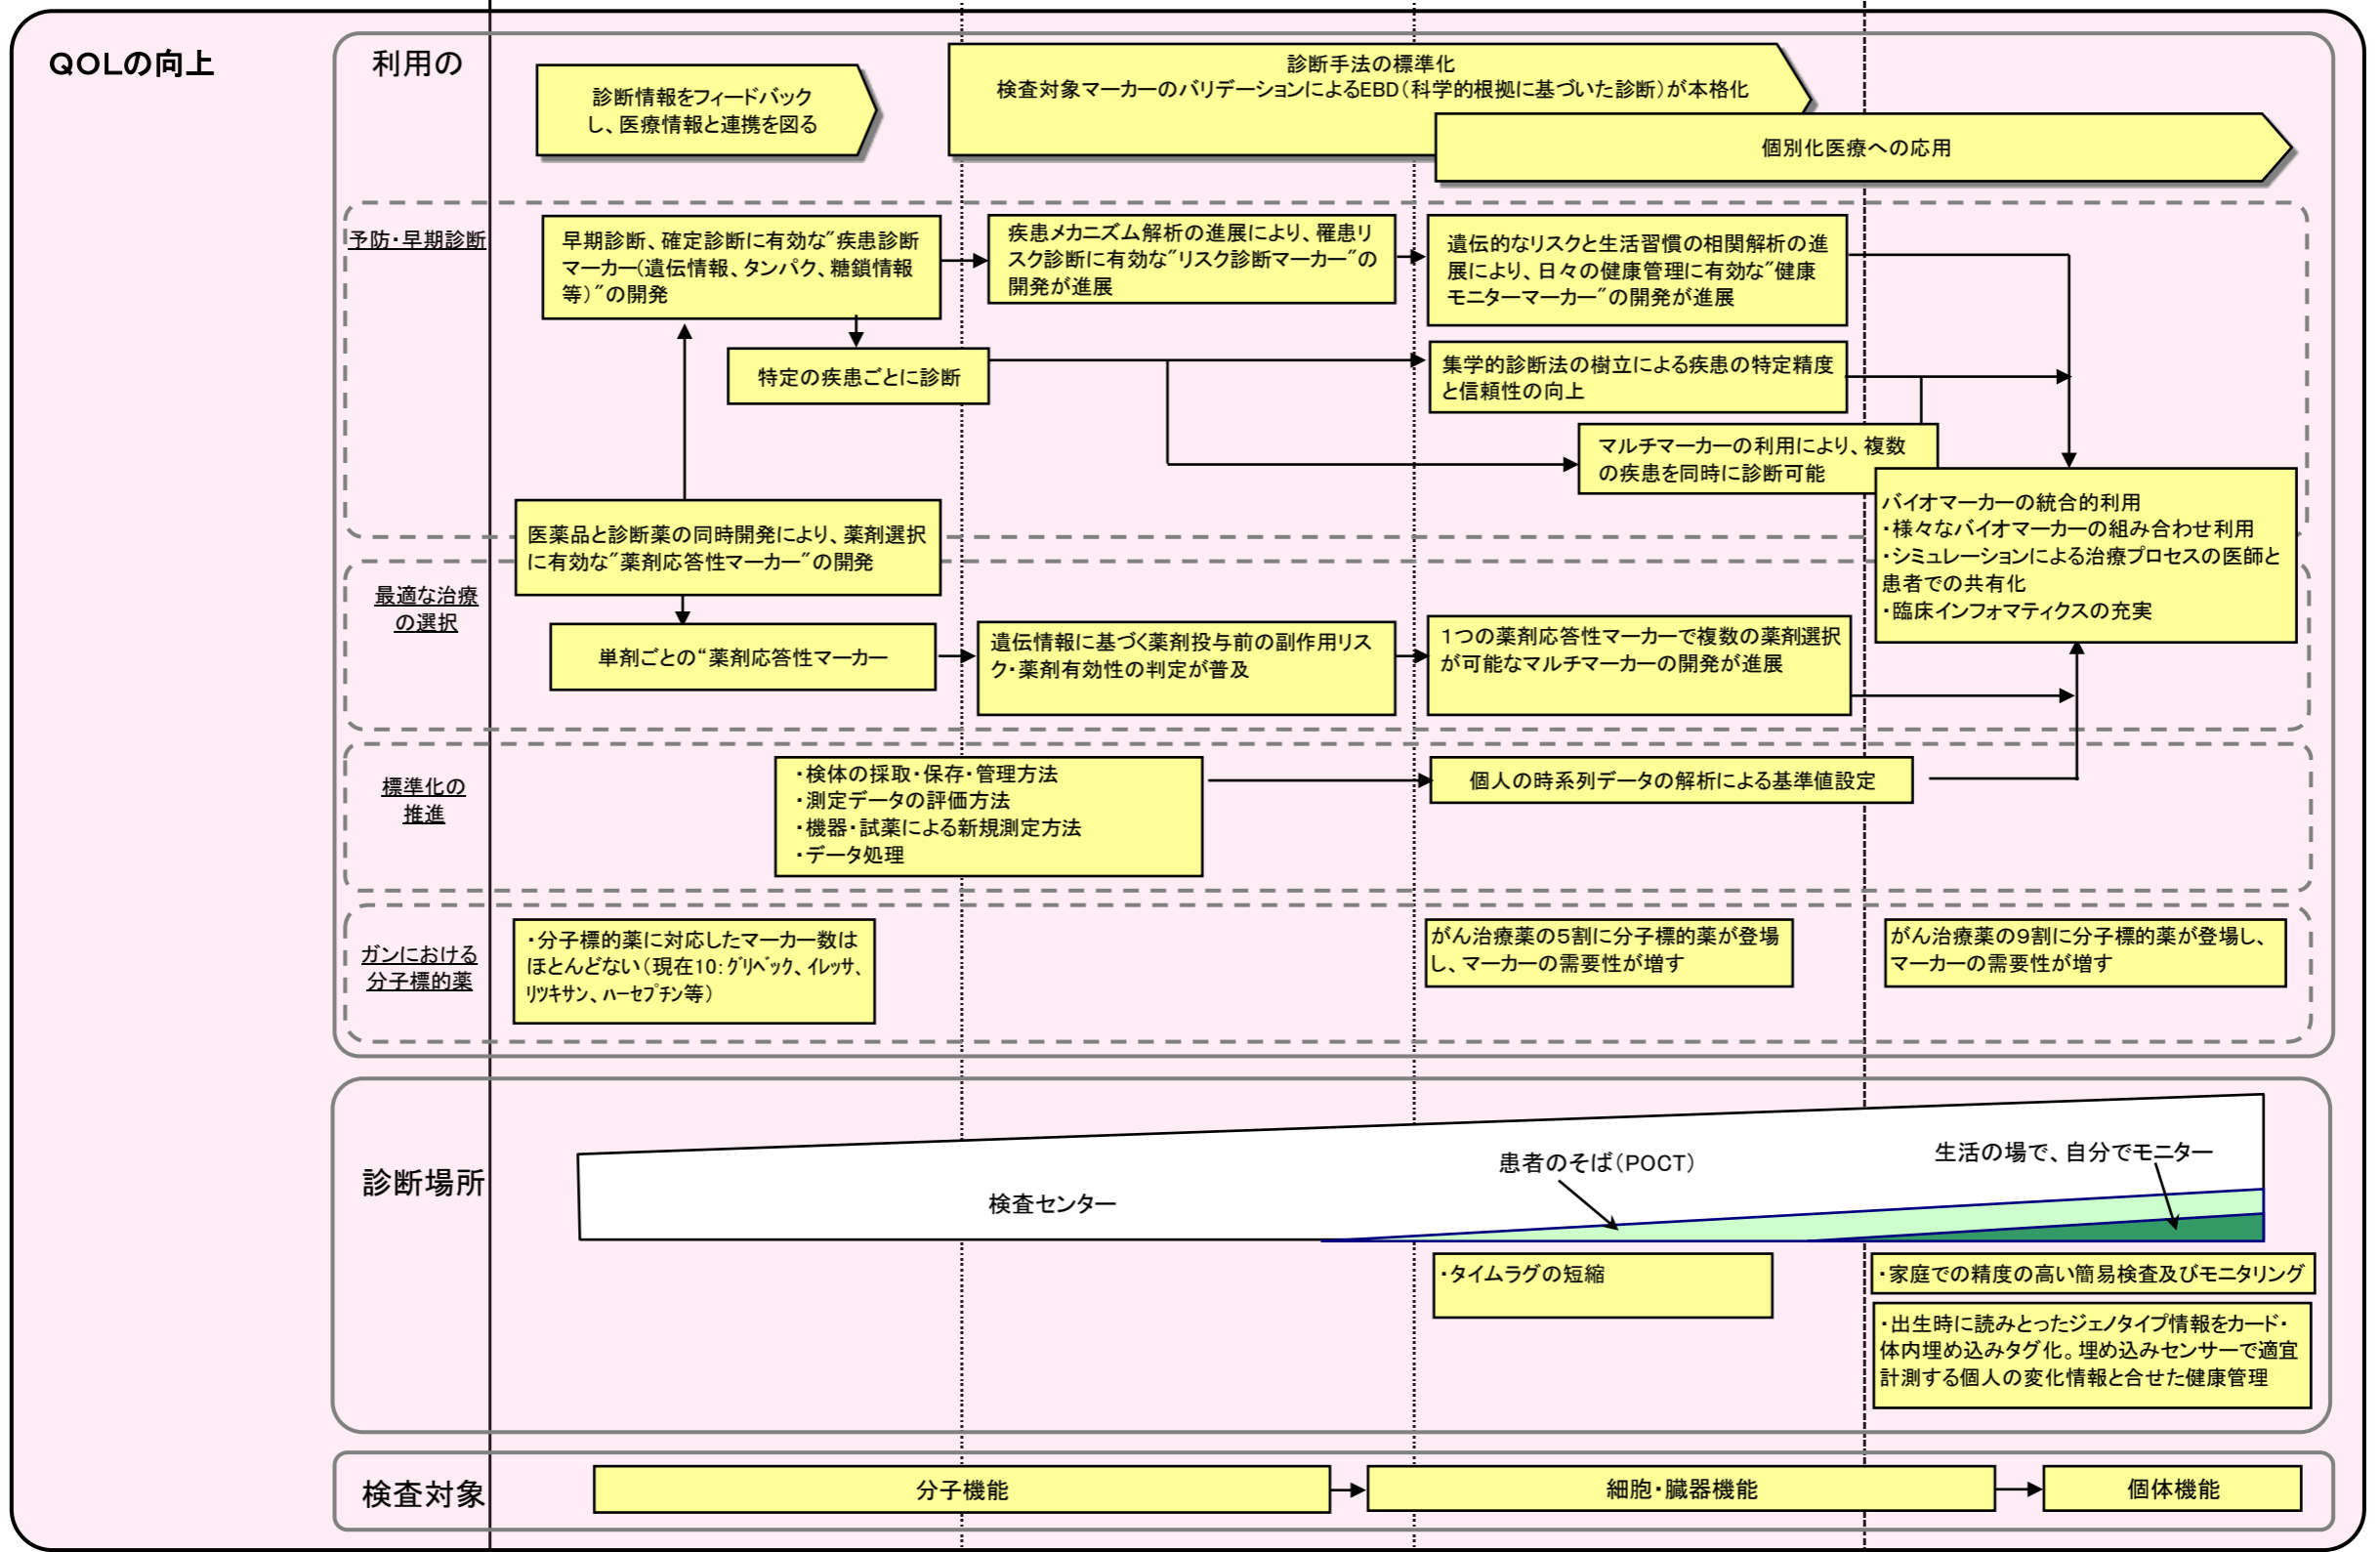 QOLの向上
利用の
診断情報をフィードバック
し、医療情報と連携を図る
診断手法の標準化
検査対象マーカーのバリデーションによるEBD(科学的根拠に基づいた診断)が本格化
個別化医療への応用
予防・早期診断
早期診断、確定診断に有効な"疾患診断
マーカー(遺伝情報、タンパク、糖鎖情報
等)"の開発
疾患メカニズム解析の進展により、罹患リ
スク診断に有効な"リスク診断マーカー"の
開発が進展
遺伝的なリスクと生活習慣の相関解析の進
展により、日々の健康管理に有効な"健康
モニターマーカー"の開発が進展
特定の疾患ごとに診断
集学的診断法の樹立による疾患の特定精度
と信頼性の向上
マルチマーカーの利用により、複数
の疾患を同時に診断可能
医薬品と診断薬の同時開発により、薬剤選択
に有効な"薬剤応答性マーカー"の開発
バイオマーカーの統合的利用
・様々なバイオマーカーの組み合わせ利用
・シミュレーションによる治療プロセスの医師と
患者での共有化
・臨床インフォマティクスの充実
最適な治療
の選択
単剤ごとの“薬剤応答性マーカー
遺伝情報に基づく薬剤投与前の副作用リス
ク・薬剤有効性の判定が普及
1つの薬剤応答性マーカーで複数の薬剤選択
が可能なマルチマーカーの開発が進展
標準化の
推進
・検体の採取・保存・管理方法
・測定データの評価方法
・機器・試薬による新規測定方法
・データ処理
個人の時系列データの解析による基準値設定
ガンにおける
分子標的薬
・分子標的薬に対応したマーカー数は
ほとんどない(現在10:グリベック、イレッサ、
リツキサン、ハーセプチン等)
がん治療薬の5割に分子標的薬が登場
し、マーカーの需要性が増す
がん治療薬の9割に分子標的薬が登場し、
マーカーの需要性が増す
診断場所
検査センター
患者のそば(POCT)
生活の場で、自分でモニター
・タイムラグの短縮
・家庭での精度の高い簡易検査及びモニタリング
・出生時に読みとったジェノタイプ情報をカード・
体内埋め込みタグ化。埋め込みセンサーで適宜
計測する個人の変化情報と合せた健康管理
検査対象
分子機能
細胞・臓器機能
個体機能